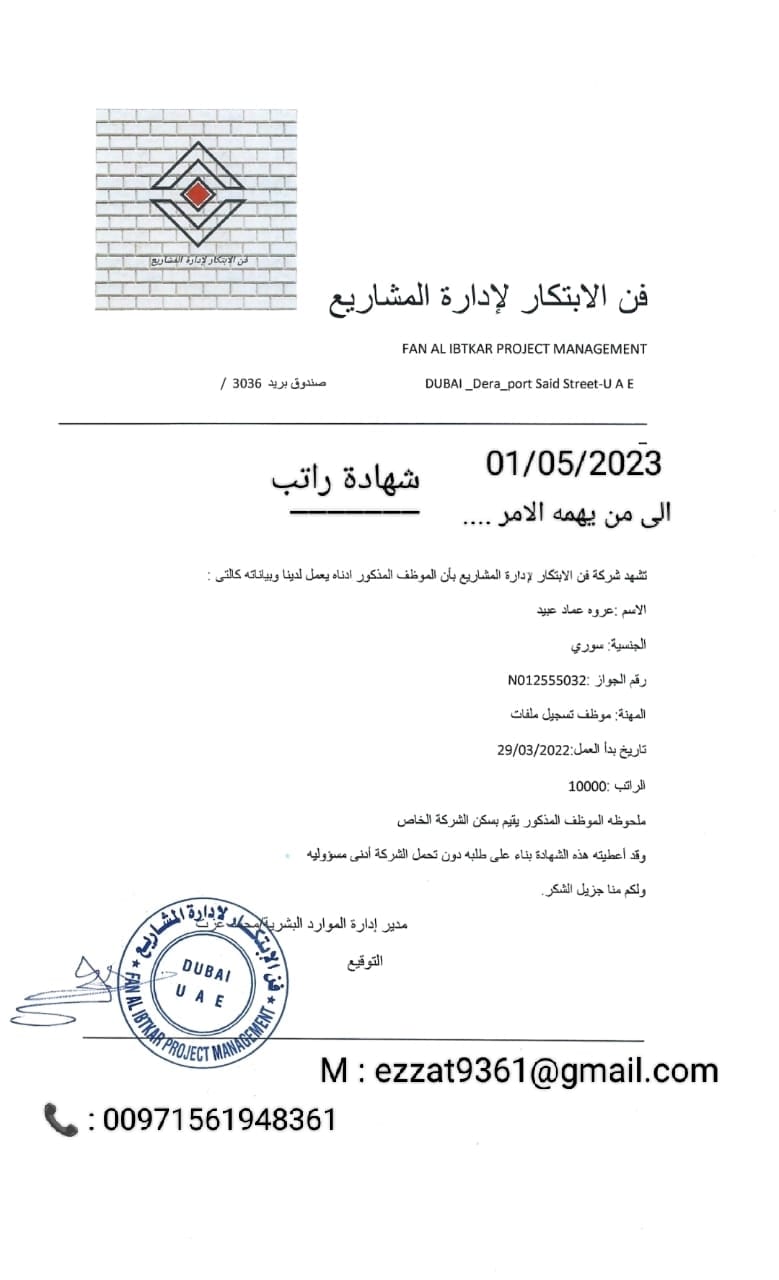 فن الابتكار لإدارة المشاريع
فن الابتكار لإدارة المشاريع
FAN AL IBTKAR PROJECT MANAGEMENT
DUBAI _Dera_port Said Street-U A E
صندوق بريد 3036 /
01/05/2023
شهادة راتب
الى من يهمه الامر ....
تشهد شركة فن الابتكار لإدارة المشاريع بأن الموظف المذكور ادناه يعمل لدينا وبياناته كالتى :
الاسم :عروه عماد عبيد
الجنسية: سوري
رقم الجواز :N012555032
المهنة: موظف تسجيل ملفات
تاريخ بدأ العمل:29/03/2022
الراتب :10000
ملحوظه الموظف المذكور يقيم بسكن الشركة الخاص
وقد أعطيته هذه الشهادة بناء على طلبه دون تحمل الشركة أدنى مسؤوليه
ولكم منا جزيل الشكر.
مدير إدارة الموارد البشرية/محمد عزت
التوقيع
فن الابتكار لإدارة المشاريع
DUBAI
U A E
FAN AL IBTKAR PROJECT MANAGEMENT
M : ezzat9361@gmail.com
: 00971561948361